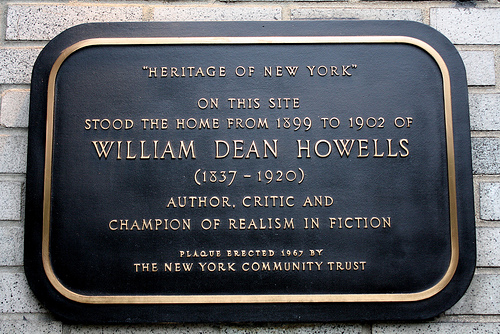 "HERITAGE OF NEW YORK"
ON THIS SITE
STOOD THE HOME FROM 1899 TO 1902 OF
WILLIAM DEAN HOWELLS
(1837 - 1920)
AUTHOR, CRITIC AND
CHAMPION OF REALISM IN FICTION
PLAQUE ERECTED 1967 BY
THE NEW YORK COMMUNITY TRUST